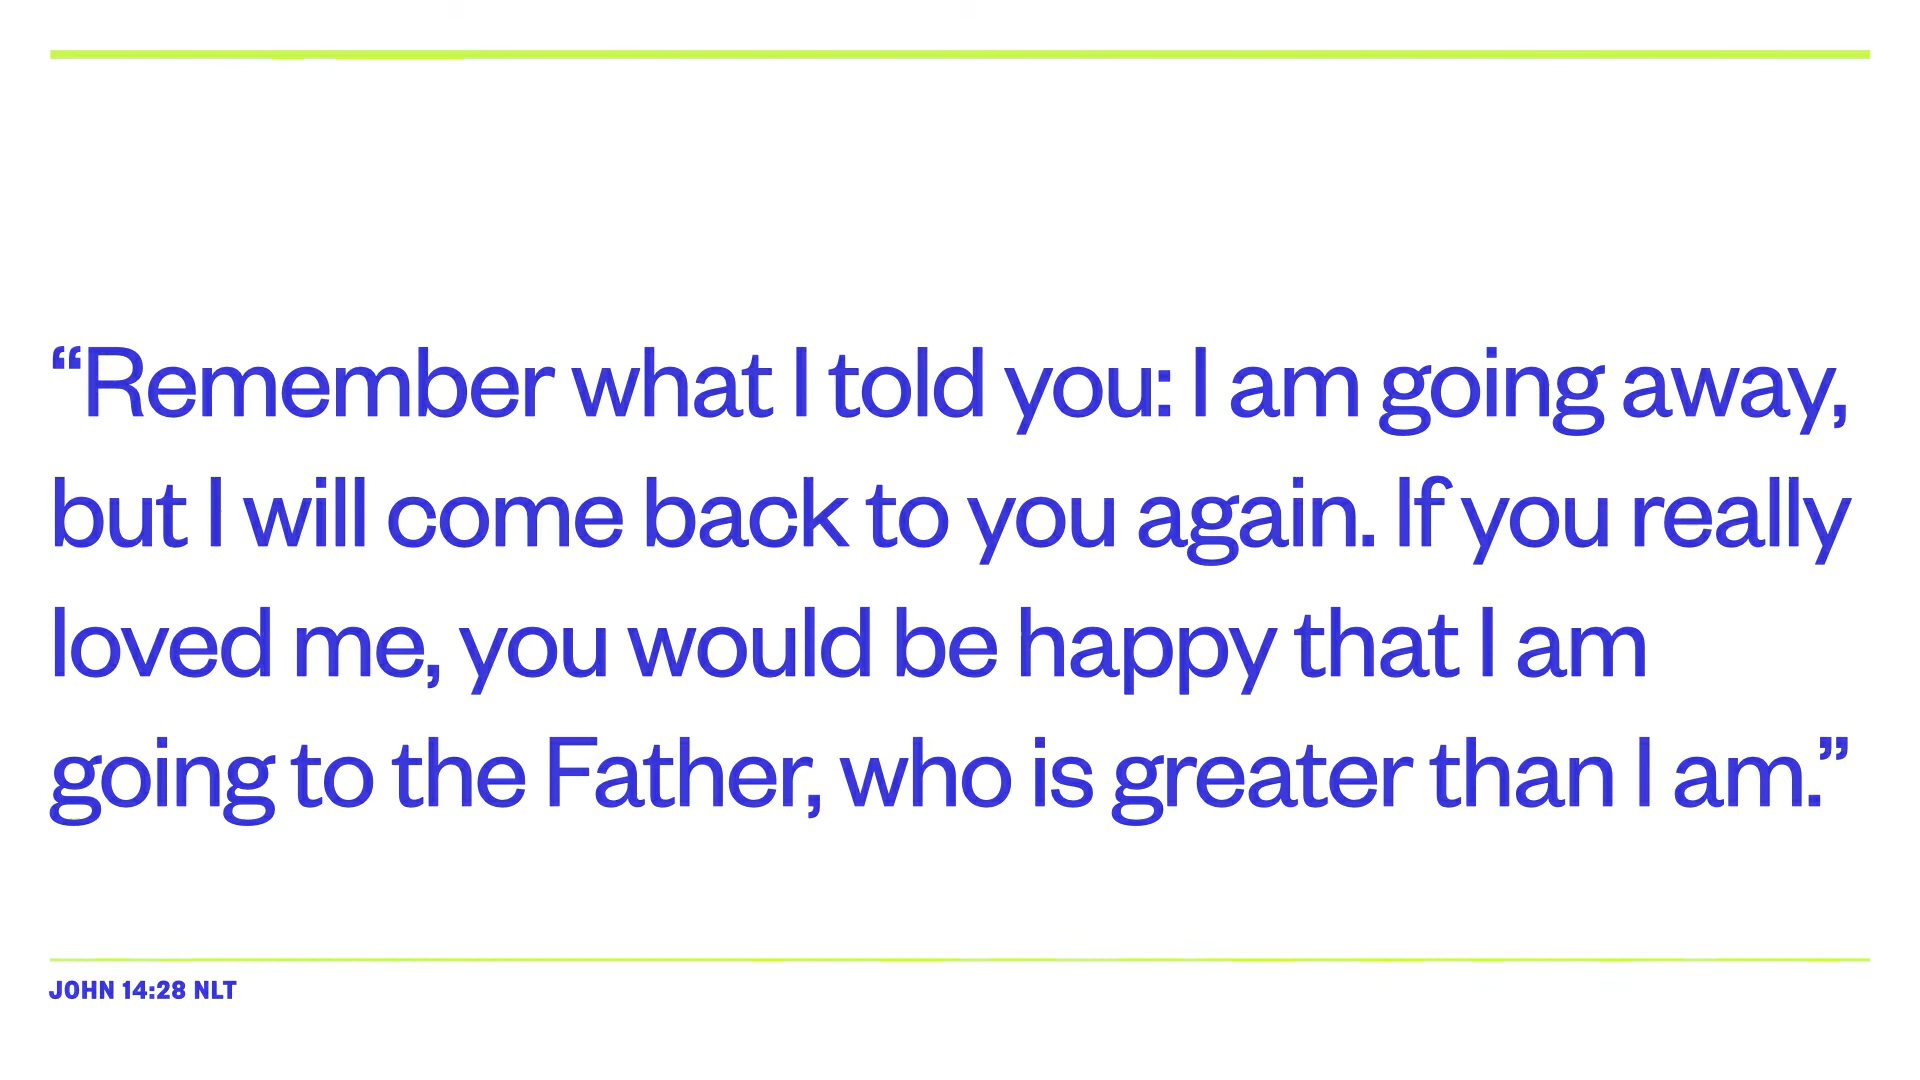 “Remember what I told you: I am going away,
but I will come back to you again. If you really
loved me, you would be happy that I am
going to the Father, who is greater than I am.”
JOHN 14:28 NLT